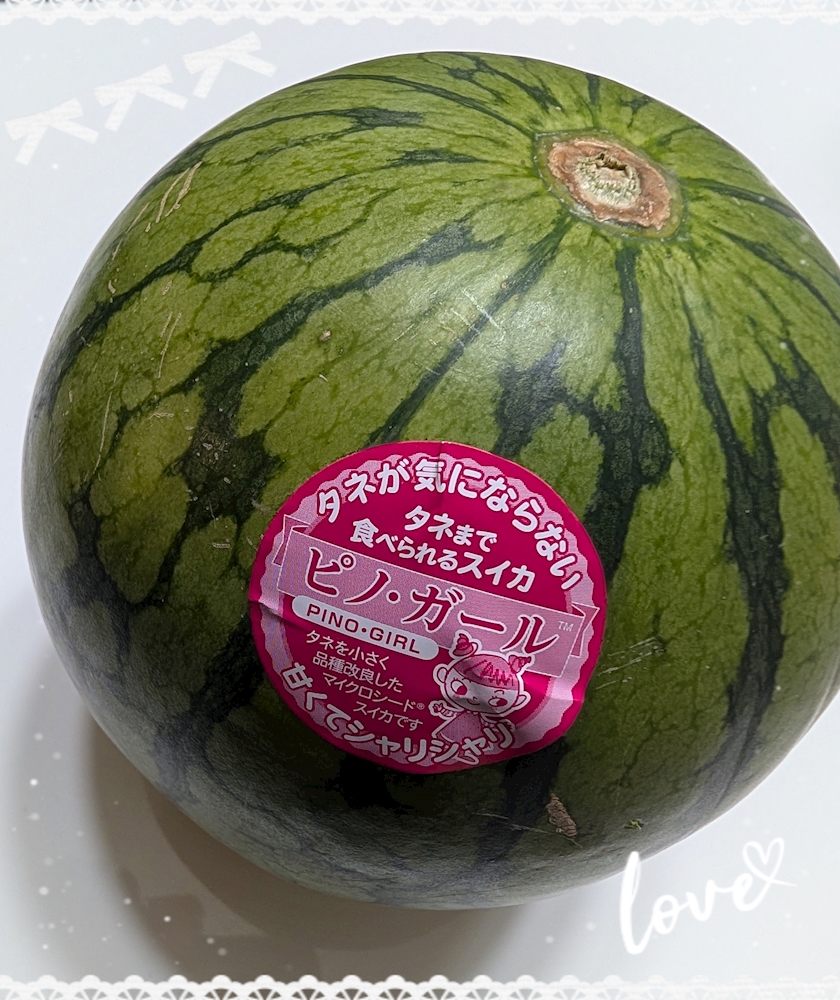 タネが気にならない
タネまで
食べられるスイカ
ピノ・ガール™
PINO・GIRL
タネを小さく
品種改良した
マイクロシード®
スイカです
甘くてシャリシャリ
love